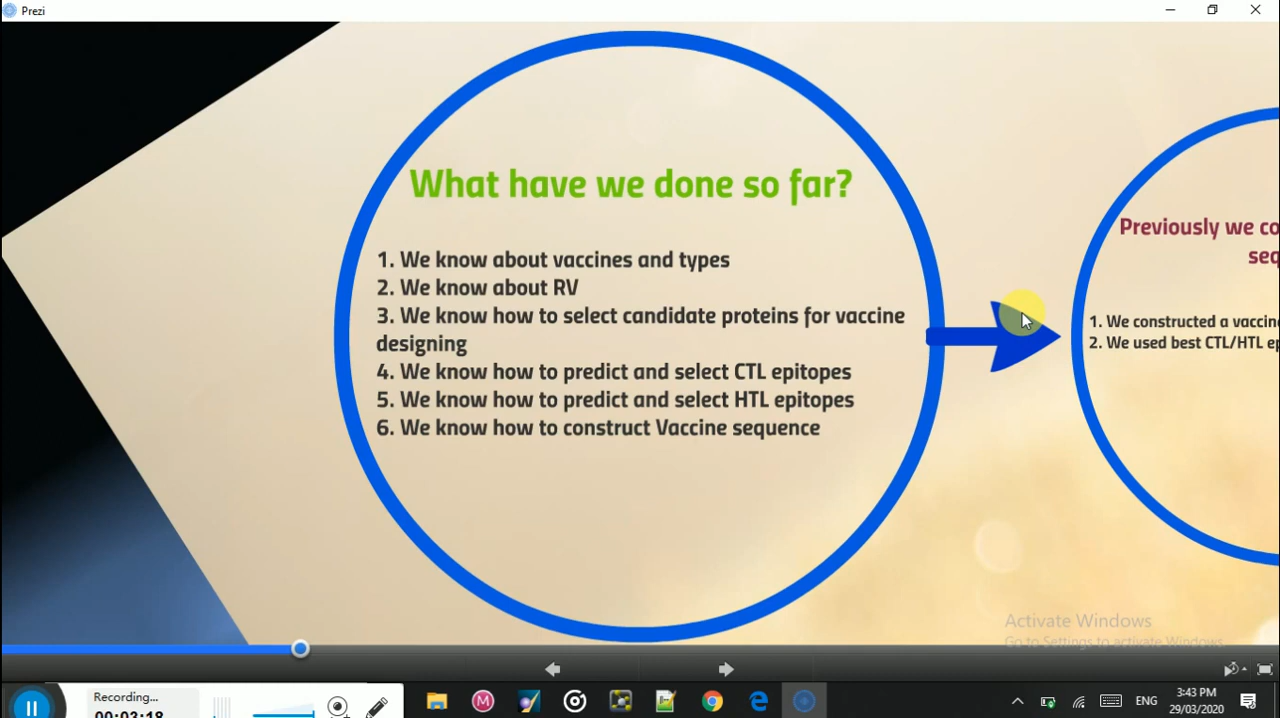 Prezi
What have we done so far?
1. We know about vaccines and types
2. We know about RV
3. We know how to select candidate proteins for vaccine
designing
4. We know how to predict and select CTL epitopes
5. We know how to predict and select HTL epitopes
6. We know how to construct Vaccine sequence
Previously we co
seq
1. We constructed a vaccin
2. We used best CTL/HTL ep
Activate Windows
Go to Settings to activate Windows.
Recording...
00:03:18
ENG
3:43 PM
29/03/2020